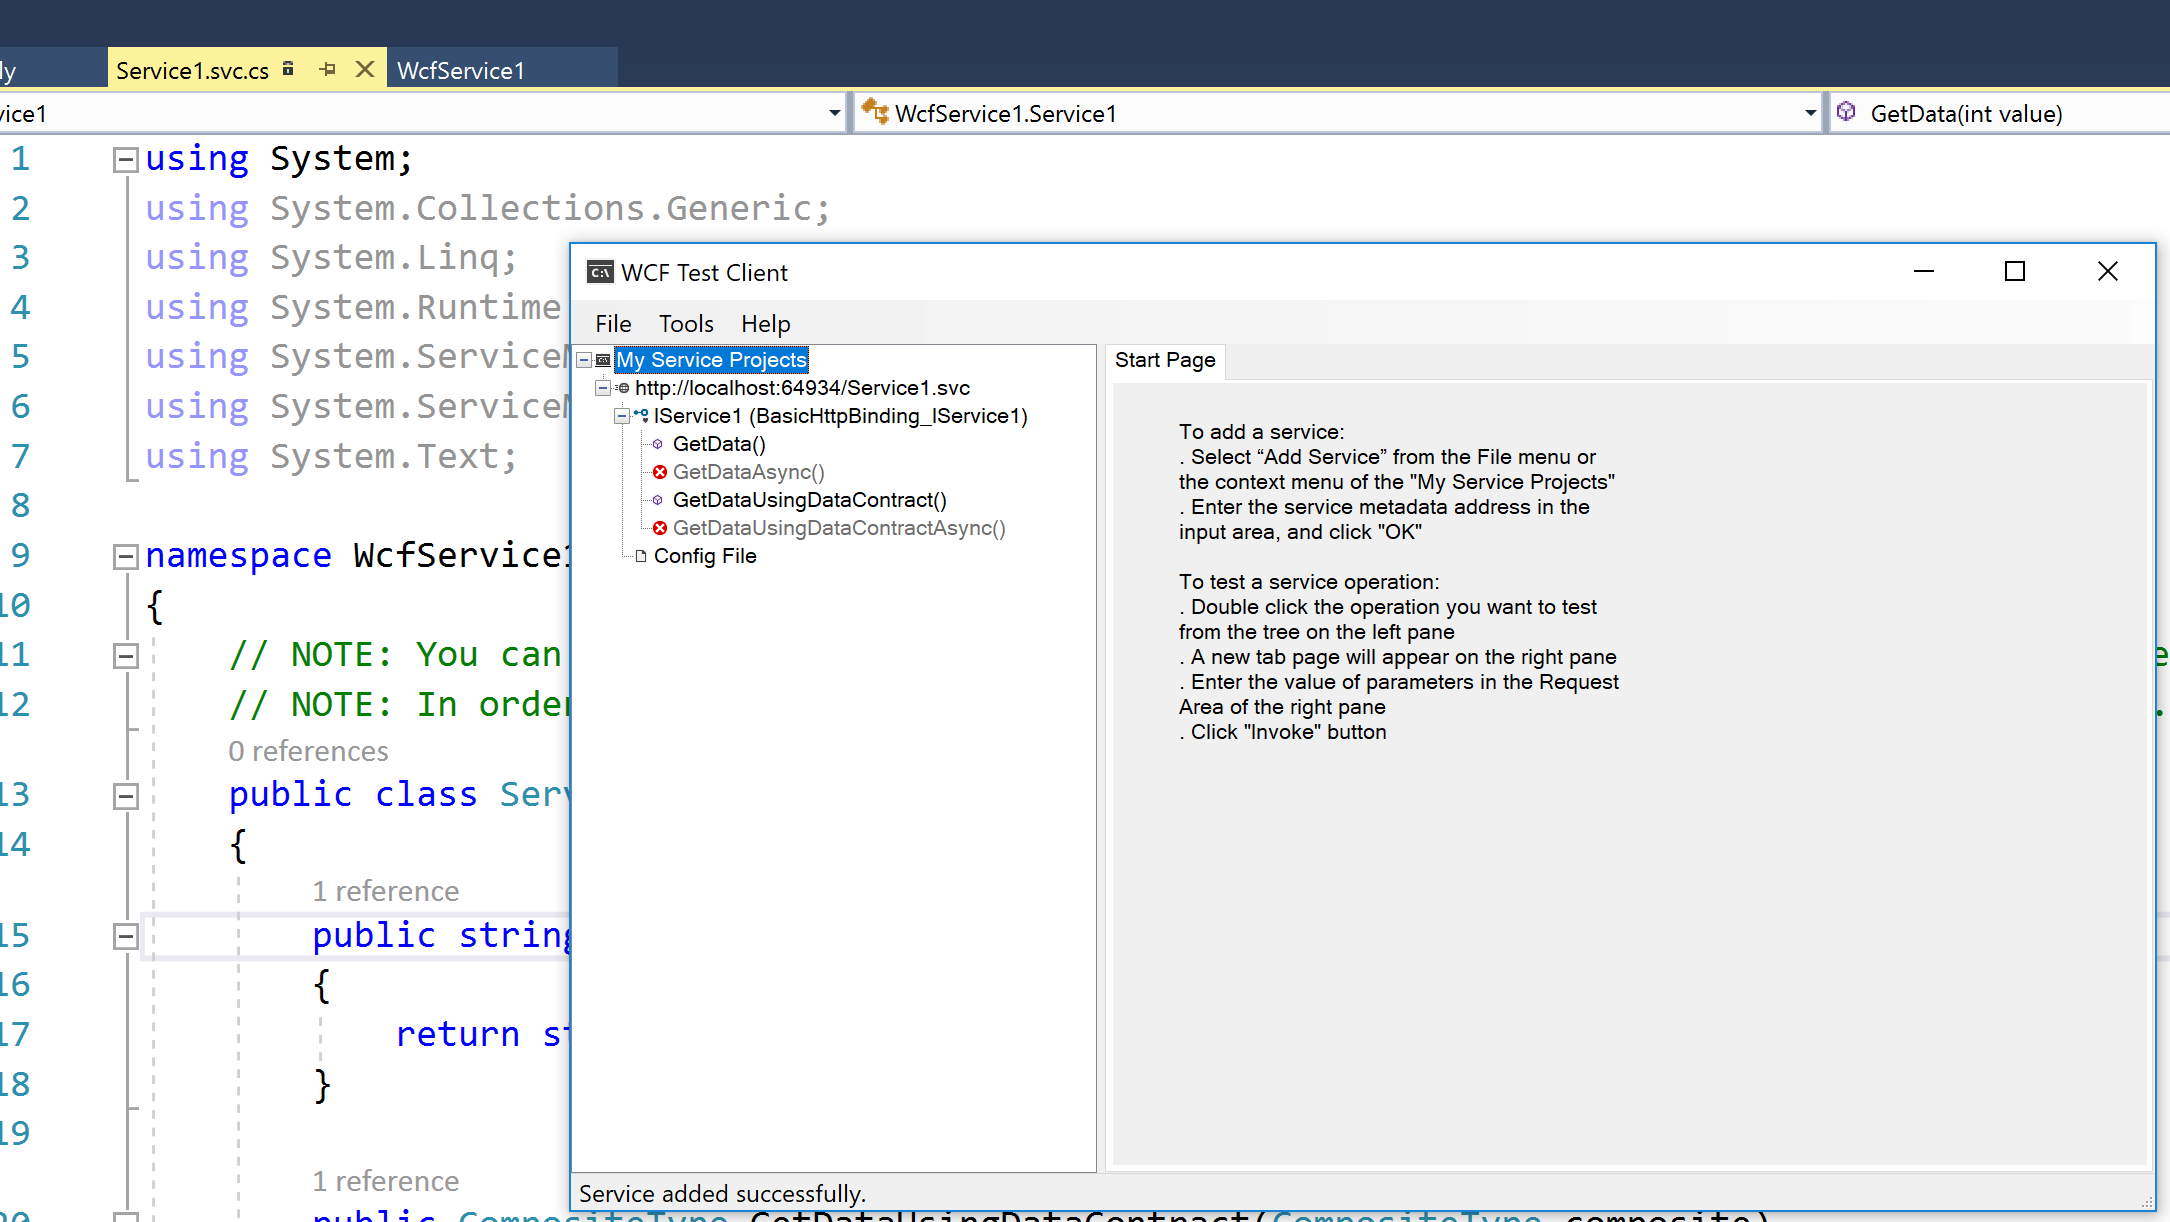 Service1.svc.cs
WcfService1
WcfService1.Service1
GetData(int value)
1 using System;
2 using System.Collections.Generic;
3 using System.Linq;
4 using System.Runtime
5 using System.Service
6 using System.Service
7 using System.Text;
8
9 namespace WcfService1
10 {
11 // NOTE: You can
12 // NOTE: In order
0 references
13 public class Serv
14 {
1 reference
15 public string
16 {
17 return st
18 }
19
1 reference
20 public CompositeType GetDataUsingDataContract(CompositeType composite)
WCF Test Client
File Tools Help
My Service Projects
http://localhost:64934/Service1.svc
IService1 (BasicHttpBinding_IService1)
GetData()
GetDataAsync()
GetDataUsingDataContract()
GetDataUsingDataContractAsync()
Config File
Start Page
To add a service:
. Select “Add Service” from the File menu or
the context menu of the "My Service Projects"
. Enter the service metadata address in the
input area, and click "OK"
To test a service operation:
. Double click the operation you want to test
from the tree on the left pane
. A new tab page will appear on the right pane
. Enter the value of parameters in the Request
Area of the right pane
. Click "Invoke" button
Service added successfully.